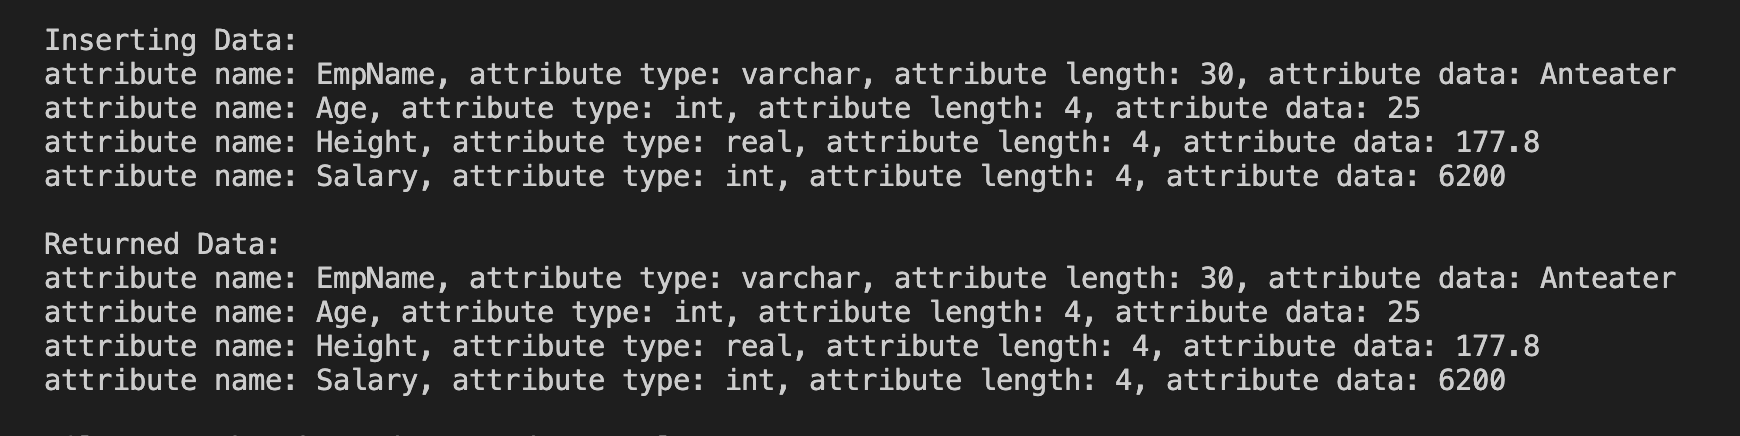 Inserting Data:
attribute name: EmpName, attribute type: varchar, attribute length: 30, attribute data: Anteater
attribute name: Age, attribute type: int, attribute length: 4, attribute data: 25
attribute name: Height, attribute type: real, attribute length: 4, attribute data: 177.8
attribute name: Salary, attribute type: int, attribute length: 4, attribute data: 6200
Returned Data:
attribute name: EmpName, attribute type: varchar, attribute length: 30, attribute data: Anteater
attribute name: Age, attribute type: int, attribute length: 4, attribute data: 25
attribute name: Height, attribute type: real, attribute length: 4, attribute data: 177.8
attribute name: Salary, attribute type: int, attribute length: 4, attribute data: 6200